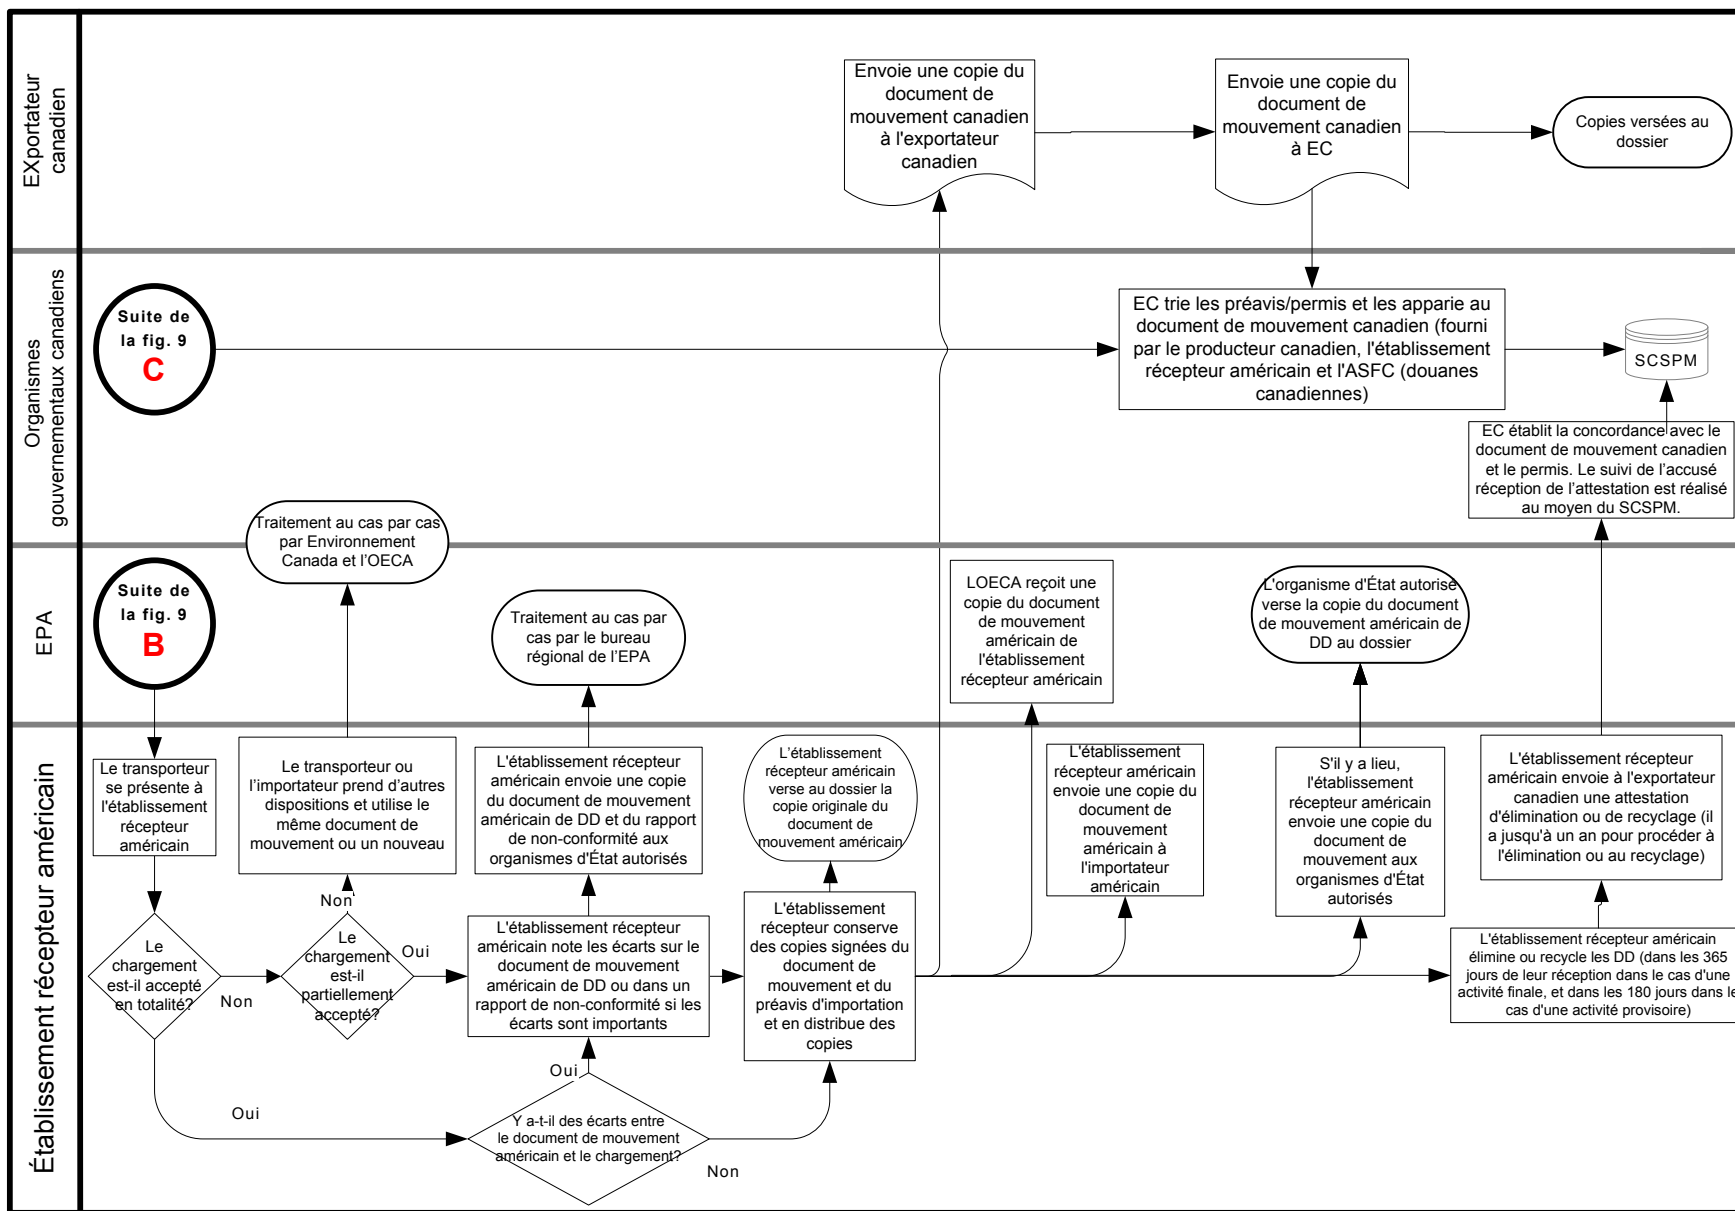 EXportateur
canadien
Envoie une copie du
document de
mouvement canadien
à l'exportateur
canadien
Envoie une copie du
document de
mouvement canadien
à EC
Copies versées au
dossier
Organismes
gouvernementaux canadiens
Suite de
la fig. 9
C
EC trie les préavis/permis et les apparie au
document de mouvement canadien (fourni
par le producteur canadien, l'établissement
récepteur américain et l'ASFC (douanes
canadiennes)
SCSPM
EC établit la concordance avec le
document de mouvement canadien
et le permis. Le suivi de l’accusé
réception de l’attestation est réalisé
au moyen du SCSPM.
Traitement au cas par cas
par Environnement
Canada et l’OECA
EPA
Suite de
la fig. 9
B
Traitement au cas par
cas par le bureau
régional de l’EPA
LOECA reçoit une
copie du document
de mouvement
américain de
l'établissement
récepteur américain
L'organisme d'État autorisé
verse la copie du document
de mouvement américain de
DD au dossier
Établissement récepteur américain
Le transporteur
se présente à
l'établissement
récepteur
américain
Le transporteur ou
l’importateur prend d’autres
dispositions et utilise le
même document de
mouvement ou un nouveau
L'établissement récepteur
américain envoie une copie
du document de mouvement
américain de DD et du rapport
de non-conformité aux
organismes d'État autorisés
L’établissement
récepteur américain
verse au dossier la
copie originale du
document de
mouvement américain
L'établissement
récepteur américain
envoie une copie du
document de
mouvement
américain à
l'importateur
américain
S'il y a lieu,
l'établissement
récepteur américain
envoie une copie du
document de
mouvement aux
organismes d'État
autorisés
L'établissement récepteur
américain envoie à l'exportateur
canadien une attestation
d'élimination ou de recyclage (il
a jusqu'à un an pour procéder à
l'élimination ou au recyclage)
Le
chargement
est-il accepté
en totalité?
Non
Non
Le
chargement
est-il
partiellement
accepté?
Oui
L'établissement récepteur
américain note les écarts sur le
document de mouvement
américain de DD ou dans un
rapport de non-conformité si les
écarts sont importants
L'établissement
récepteur conserve
des copies signées du
document de
mouvement et du
préavis d'importation
et en distribue des
copies
L'établissement récepteur américain
élimine ou recycle les DD (dans les 365
jours de leur réception dans le cas d'une
activité finale, et dans les 180 jours dans le
cas d'une activité provisoire)
Oui
Oui
Y a-t-il des écarts entre
le document de mouvement
américain et le chargement?
Non